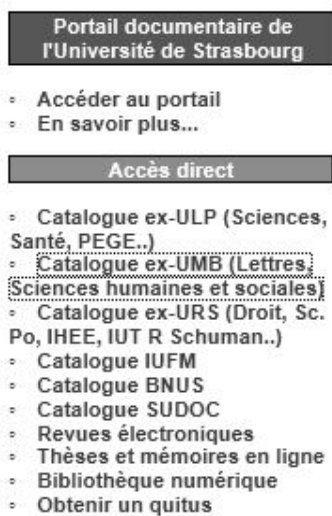 Portail documentaire de
l'Université de Strasbourg
◦ Accéder au portail
◦ En savoir plus...
Accès direct
◦ Catalogue ex-ULP (Sciences,
Santé, PEGE..)
◦ Catalogue ex-UMB (Lettres,
Sciences humaines et sociales)
◦ Catalogue ex-URS (Droit, Sc.
Po, IHEE, IUT R Schuman..)
◦ Catalogue IUFM
◦ Catalogue BNUS
◦ Catalogue SUDOC
◦ Revues électroniques
◦ Thèses et mémoires en ligne
◦ Bibliothèque numérique
◦ Obtenir un quitus